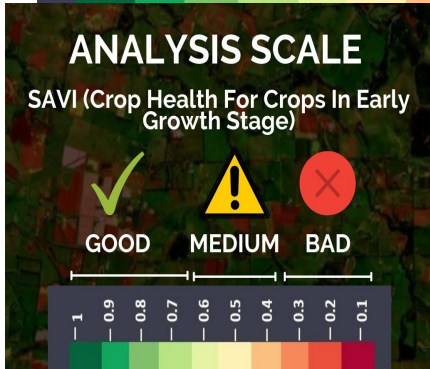 ANALYSIS SCALE
SAVI (Crop Health For Crops In Early
Growth Stage)
GOOD MEDIUM BAD
1 0.9 0.8 0.7 0.6 0.5 0.4 0.3 0.2 0.1